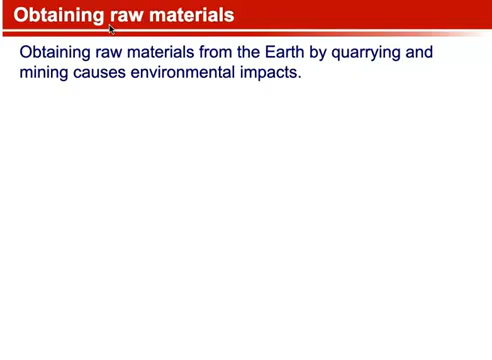 Obtaining raw materials
Obtaining raw materials from the Earth by quarrying and
mining causes environmental impacts.